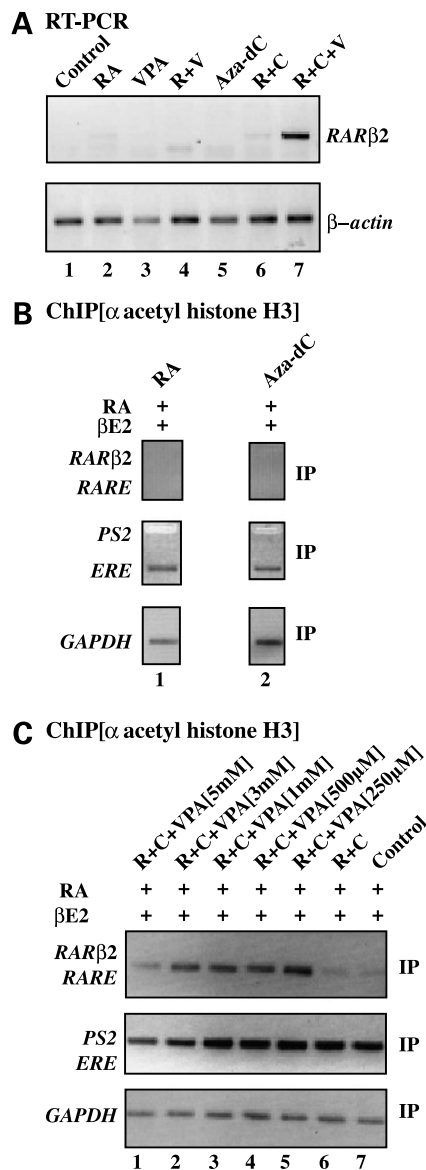 A RT-PCR
Control RA VPA R+V Aza-dC R+C R+C+V
RARβ2
β–actin
1 2 3 4 5 6 7
B ChIP[α acetyl histone H3]
RA Aza-dC
RA + +
βE2 + +
RARβ2
RARE
IP
PS2
ERE
IP
GAPDH
IP
1 2
C ChIP[α acetyl histone H3]
R+C+VPA[5mM] R+C+VPA[3mM] R+C+VPA[1mM] R+C+VPA[500µM] R+C+VPA[250µM] R+C Control
RA + + + + + + +
βE2 + + + + + + +
RARβ2
RARE
IP
PS2
ERE
IP
GAPDH
IP
1 2 3 4 5 6 7